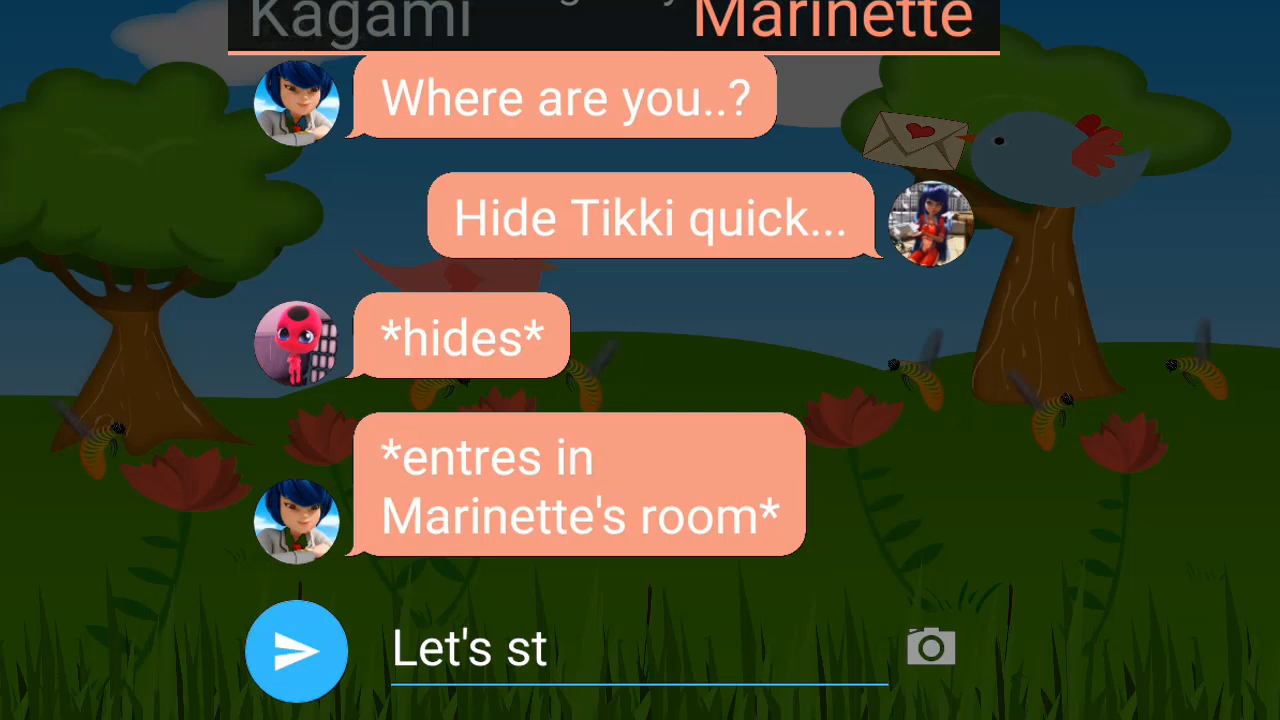 Kagami Marinette
Where are you..?
Hide Tikki quick...
*hides*
*entres in
Marinette's room*
Let's st